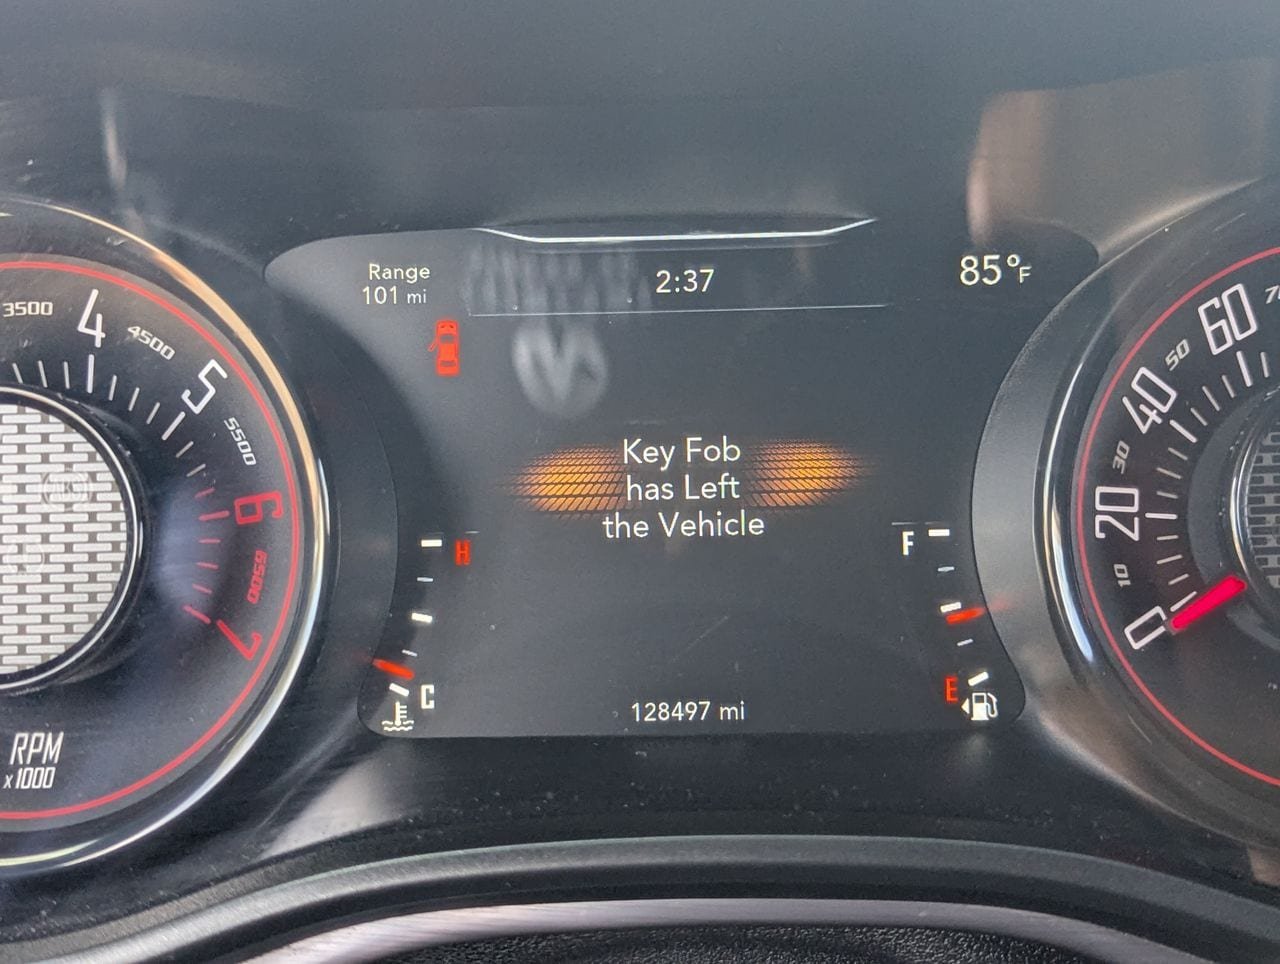 Range
101 mi
2:37
85°F
3500
4
4500
5
5500
6
6500
7
RPM
x1000
Key Fob
has Left
the Vehicle
H
C
F
E
128497 mi
0
10
20
30
40
50
60